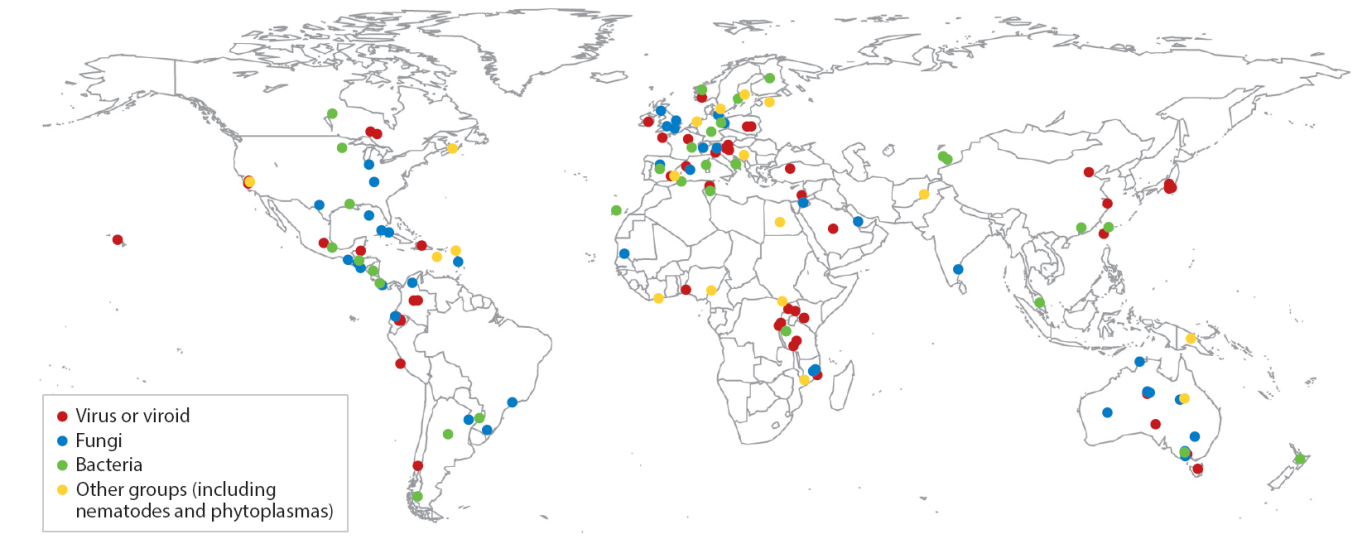 Virus or viroid
Fungi
Bacteria
Other groups (including
nematodes and phytoplasmas)